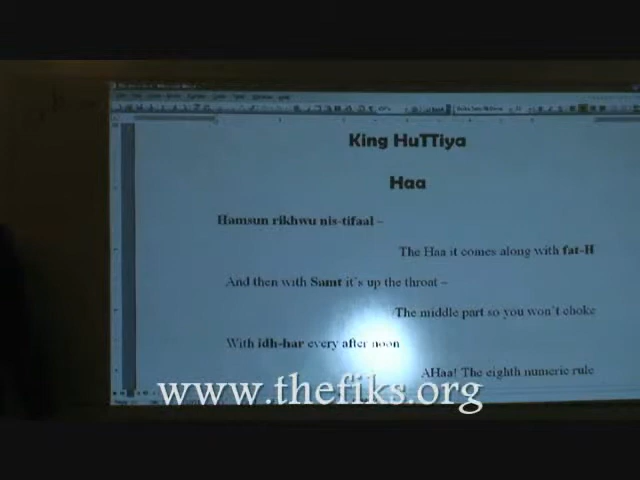 King HuTTiya
Haa
Hamsun rikhwu nis-tifaal –
The Haa it comes along with fat-H
And then with Samt it's up the throat –
The middle part so you won't choke
With idh-har every after noon
AHaa! The eighth numeric rule
www.thefiks.org